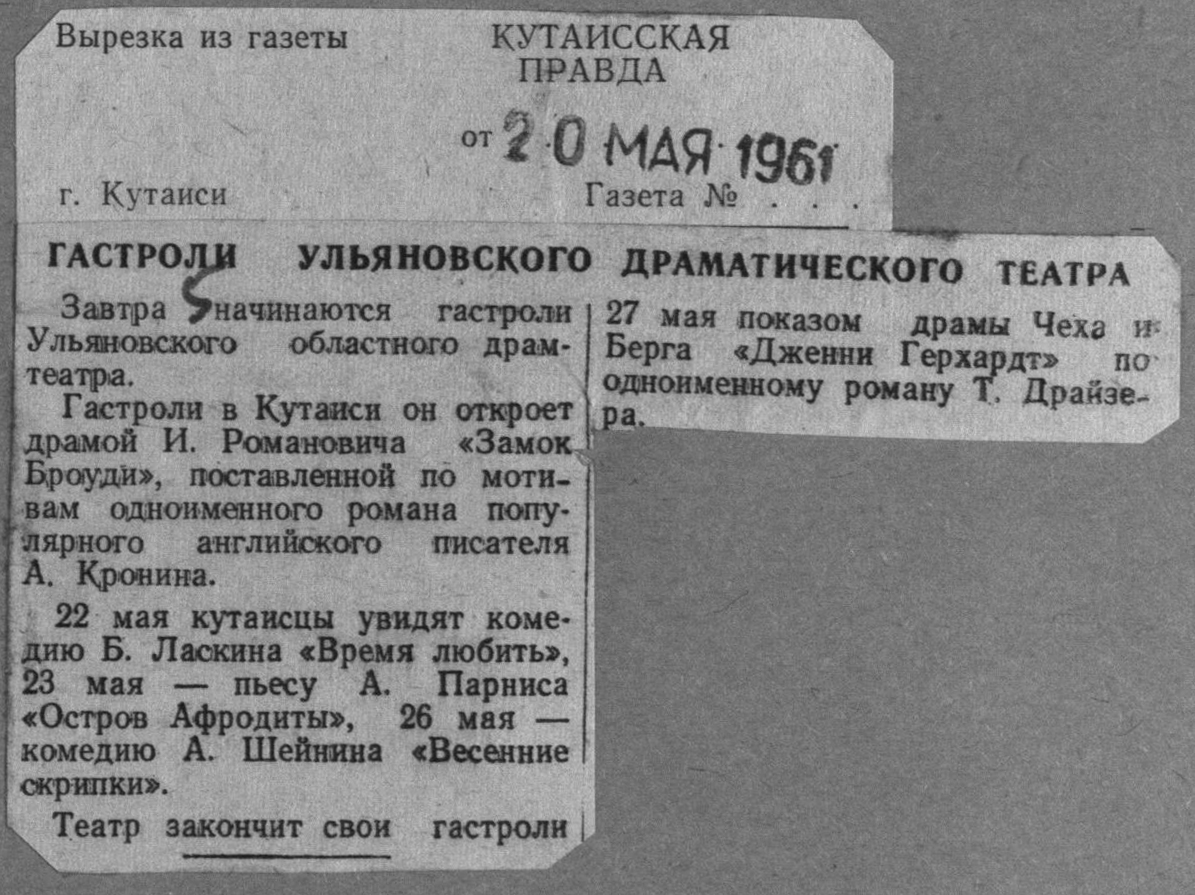 Вырезка из газеты
КУТАИССКАЯ
ПРАВДА
от 20 МАЯ 1961
г. Кутаиси
Газета № . . .
ГАСТРОЛИ УЛЬЯНОВСКОГО ДРАМАТИЧЕСКОГО ТЕАТРА
Завтра начинаются гастроли
Ульяновского областного драм-
театра.
Гастроли в Кутаиси он откроет
драмой И. Романовича «Замок
Броуди», поставленной по моти-
вам одноименного романа попу-
лярного английского писателя
А. Кронина.
22 мая кутаисцы увидят коме-
дию Б. Ласкина «Время любить»,
23 мая — пьесу А. Парниса
«Остров Афродиты», 26 мая —
комедию А. Шейнина «Весенние
скрипки».
Театр закончит свои гастроли
27 мая показом драмы Чеха и
Берга «Дженни Герхардт» по
одноименному роману Т. Драйзе-
ра.